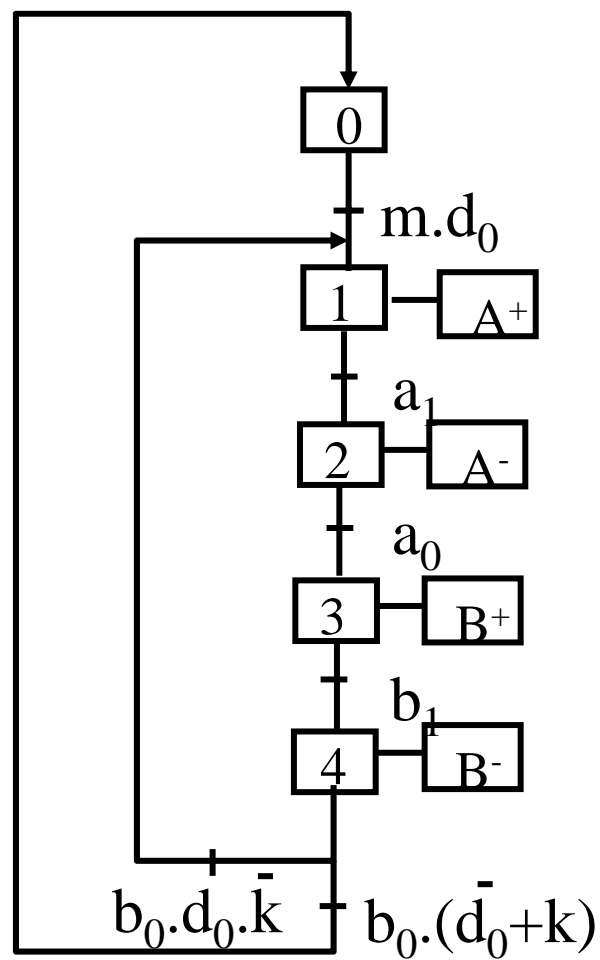 0
m.d₀
1 A⁺
a₁
2 A⁻
a₀
3 B⁺
b₁
4 B⁻
b₀.d₀.k̄ b₀.(d̄₀+k)